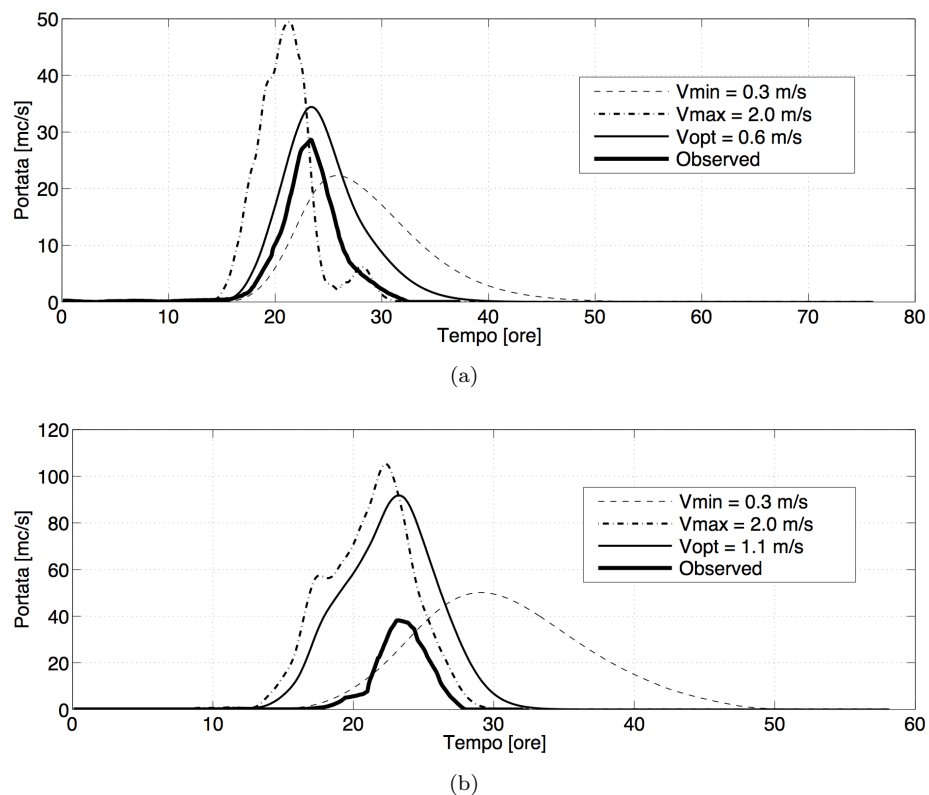 (a)
50
40
30
20
10
0
Portata [mc/s]
Vmin = 0.3 m/s
Vmax = 2.0 m/s
Vopt = 0.6 m/s
Observed
0 10 20 30 40 50 60 70 80
Tempo [ore]
(a)
120
100
80
60
40
20
0
Portata [mc/s]
Vmin = 0.3 m/s
Vmax = 2.0 m/s
Vopt = 1.1 m/s
Observed
0 10 20 30 40 50 60
Tempo [ore]
(b)